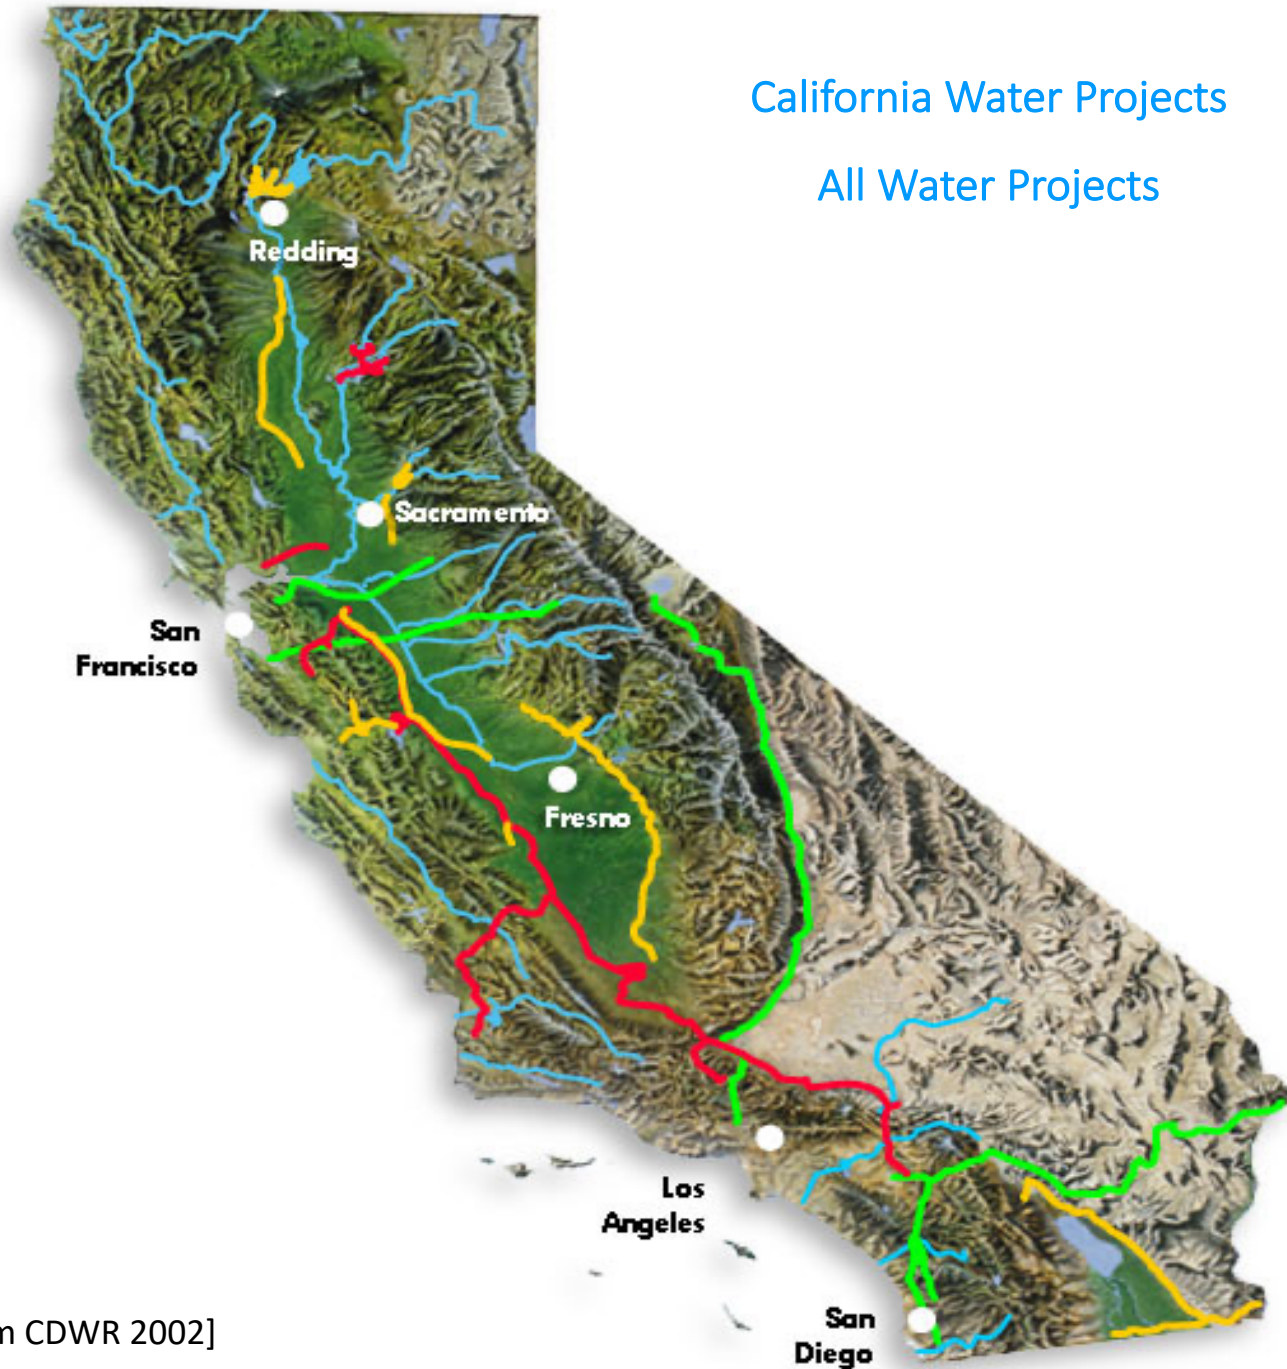 California Water Projects
All Water Projects
Redding
Sacramento
San
Francisco
Fresno
Los
Angeles
San
Diego
CDWR 2002]